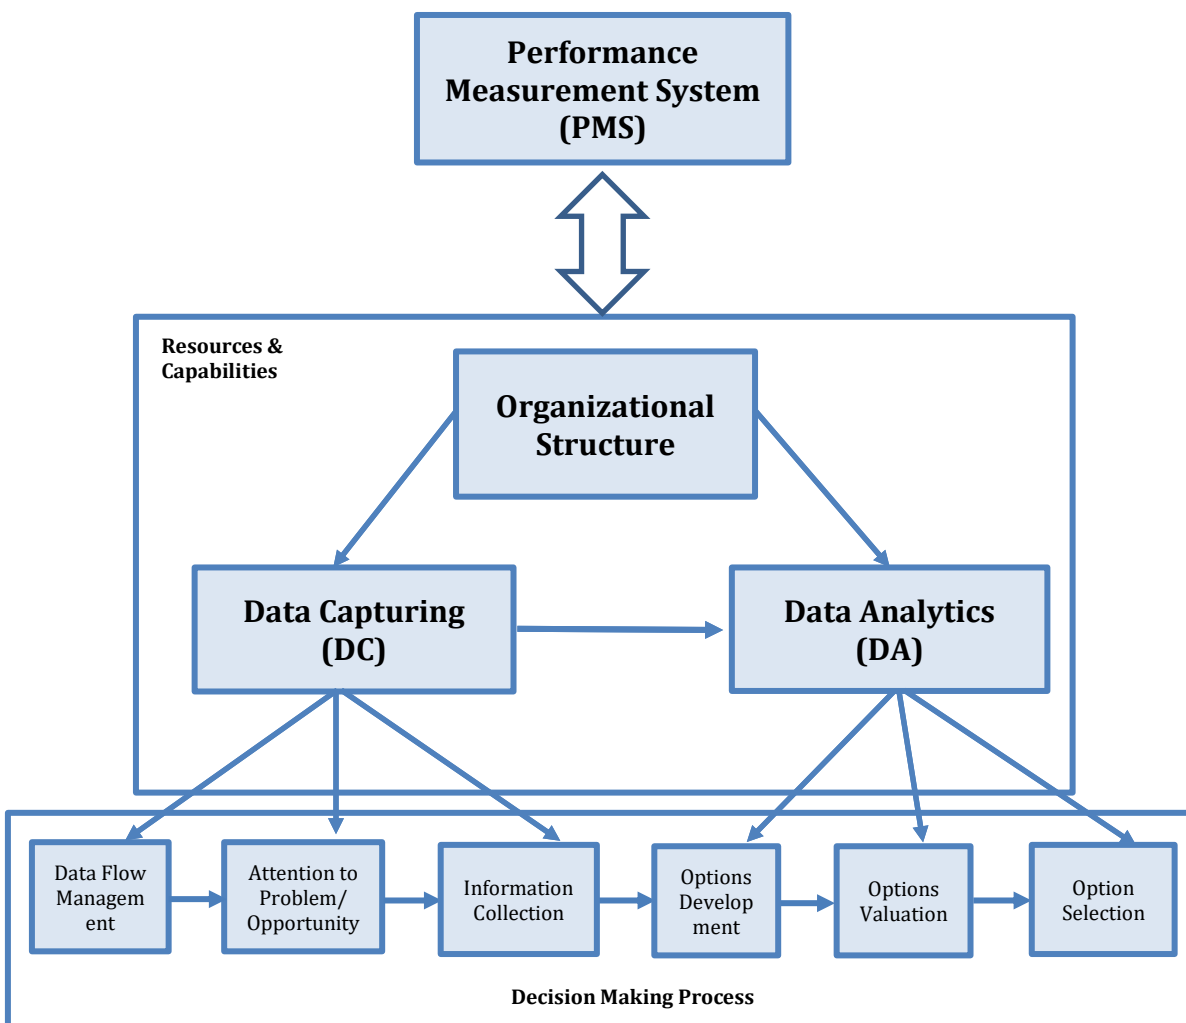 Performance
Measurement System
(PMS)
Resources &
Capabilities
Organizational
Structure
Data Capturing
(DC)
Data Analytics
(DA)
Data Flow
Managem
ent
Attention to
Problem/
Opportunity
Information
Collection
Options
Develop
ment
Options
Valuation
Option
Selection
Decision Making Process